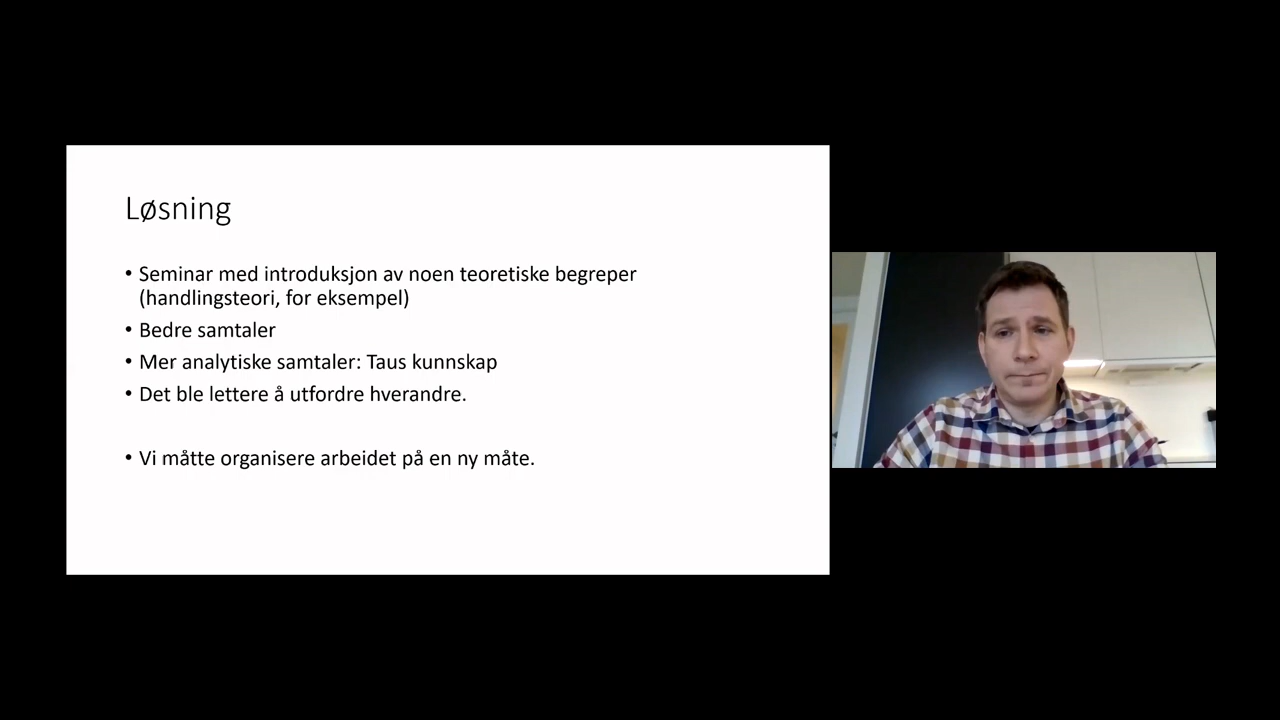 Løsning
• Seminar med introduksjon av noen teoretiske begreper
(handlingsteori, for eksempel)
• Bedre samtaler
• Mer analytiske samtaler: Taus kunnskap
• Det ble lettere å utfordre hverandre.
• Vi måtte organisere arbeidet på en ny måte.